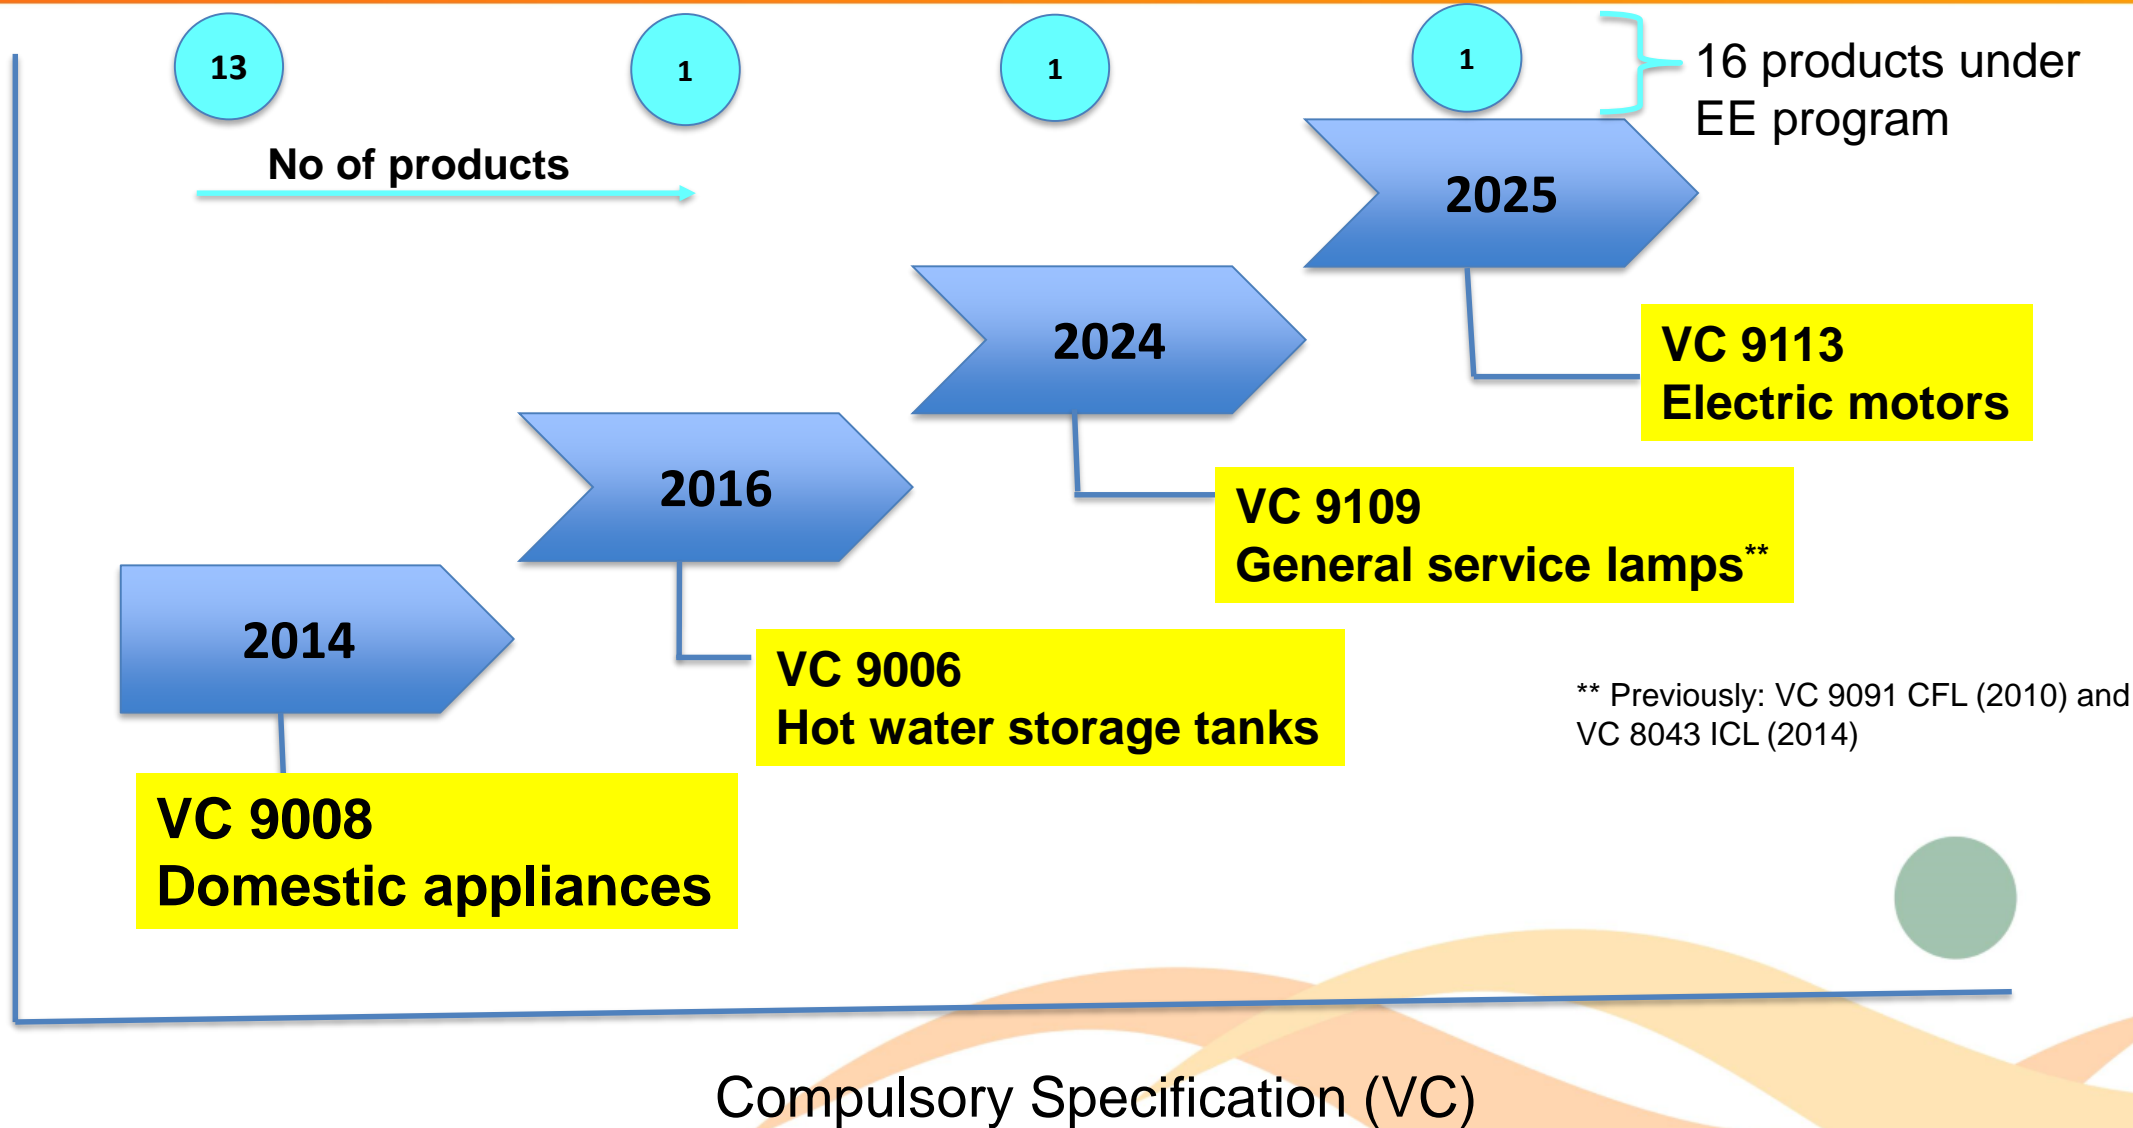 13
1
1
1
16 products under
EE program
No of products
2025
2024
2016
2014
VC 9113
Electric motors
VC 9109
General service lamps**
VC 9006
Hot water storage tanks
** Previously: VC 9091 CFL (2010) and
VC 8043 ICL (2014)
VC 9008
Domestic appliances
Compulsory Specification (VC)